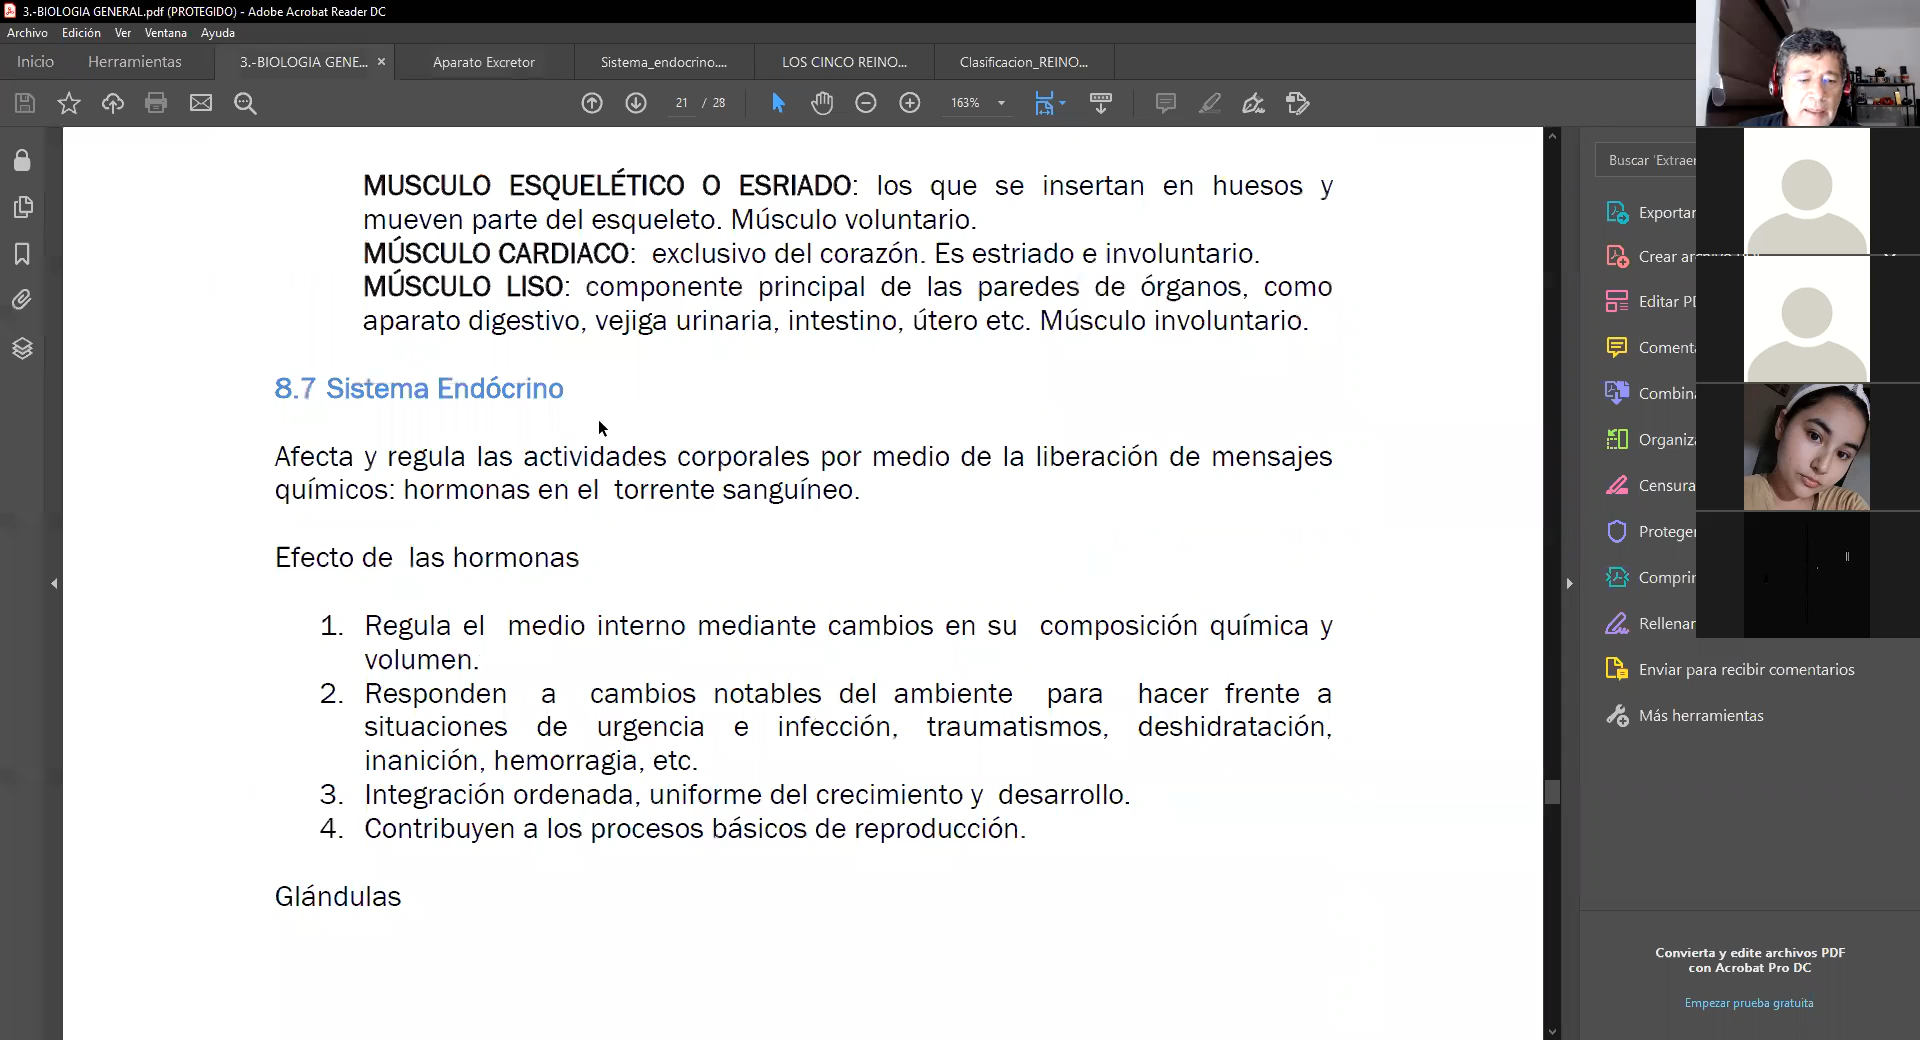 3.-BIOLOGIA GENERAL.pdf (PROTEGIDO) - Adobe Acrobat Reader DC
Archivo Edición Ver Ventana Ayuda
Inicio Herramientas 3.-BIOLOGIA GENE... × Aparato Excretor Sistema_endocrino.... LOS CINCO REINO... Clasificacion_REINO...
21 / 28 163%
MUSCULO ESQUELÉTICO O ESRIADO: los que se insertan en huesos y
mueven parte del esqueleto. Músculo voluntario.
MÚSCULO CARDIACO: exclusivo del corazón. Es estriado e involuntario.
MÚSCULO LISO: componente principal de las paredes de órganos, como
aparato digestivo, vejiga urinaria, intestino, útero etc. Músculo involuntario.
8.7 Sistema Endócrino
Afecta y regula las actividades corporales por medio de la liberación de mensajes
químicos: hormonas en el torrente sanguíneo.
Efecto de las hormonas
1. Regula el medio interno mediante cambios en su composición química y
volumen.
2. Responden a cambios notables del ambiente para hacer frente a
situaciones de urgencia e infección, traumatismos, deshidratación,
inanición, hemorragia, etc.
3. Integración ordenada, uniforme del crecimiento y desarrollo.
4. Contribuyen a los procesos básicos de reproducción.
Glándulas
Buscar 'Extraer
Exportar
Crear
Editar
Comenta
Combina
Organiza
Censura
Proteger
Comprim
Rellenar
Enviar para recibir comentarios
Más herramientas
Convierta y edite archivos PDF
con Acrobat Pro DC
Empezar prueba gratuita